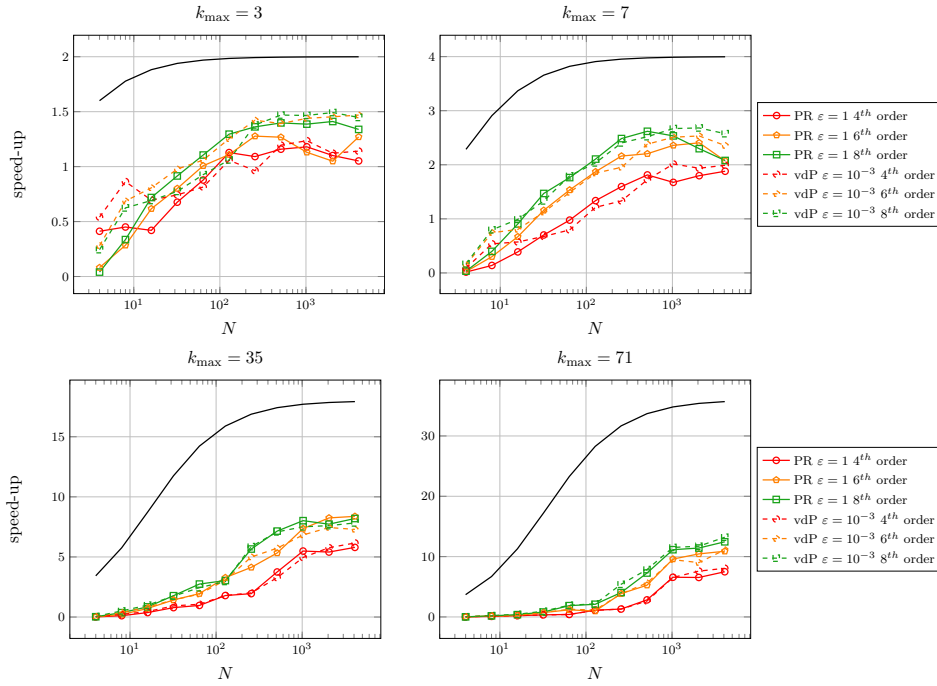 k_max = 3
k_max = 7
speed-up
2
1.5
1
0.5
0
10^1
10^2
10^3
N
4
3
2
1
0
10^1
10^2
10^3
N
PR ε = 1 4^th order
PR ε = 1 6^th order
PR ε = 1 8^th order
vdP ε = 10^−3 4^th order
vdP ε = 10^−3 6^th order
vdP ε = 10^−3 8^th order
k_max = 35
k_max = 71
speed-up
15
10
5
0
10^1
10^2
10^3
N
30
20
10
0
10^1
10^2
10^3
N
PR ε = 1 4^th order
PR ε = 1 6^th order
PR ε = 1 8^th order
vdP ε = 10^−3 4^th order
vdP ε = 10^−3 6^th order
vdP ε = 10^−3 8^th order